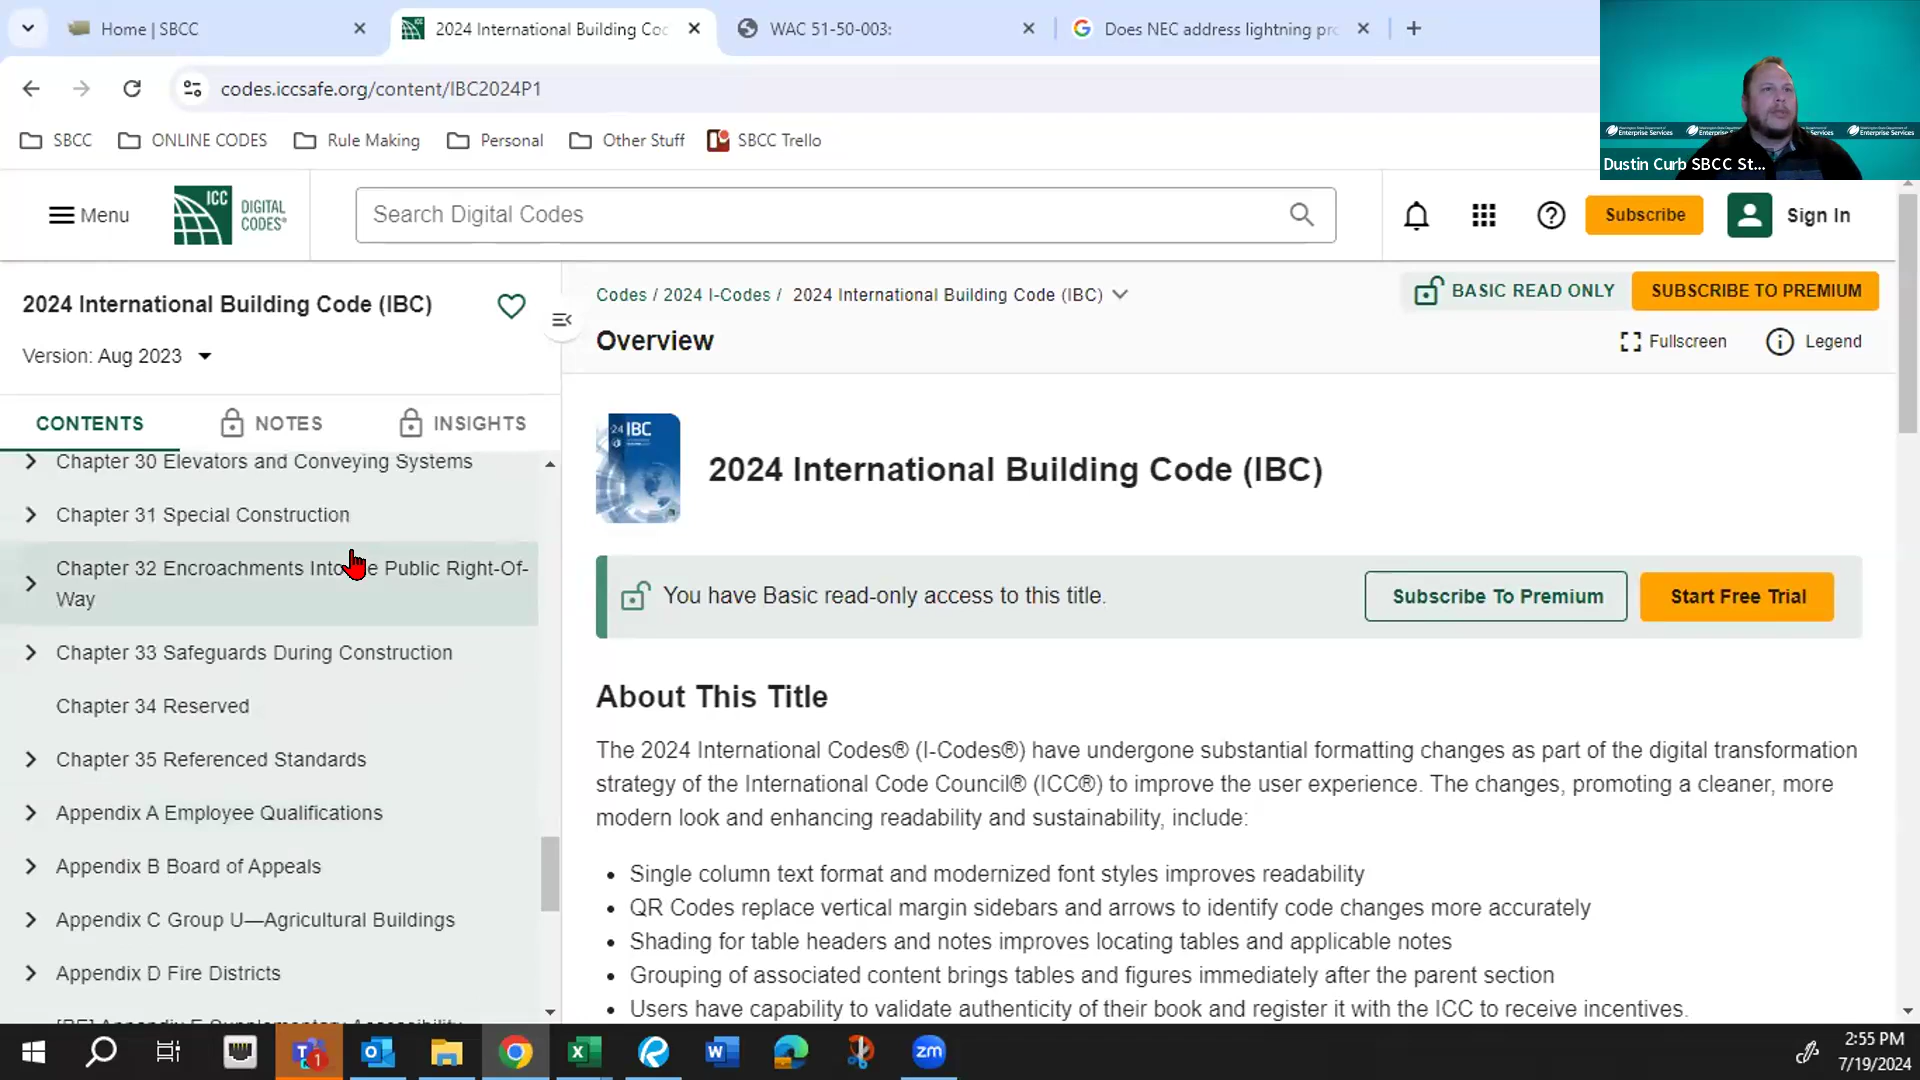 Home | SBCC
2024 International Building Coc
WAC 51-50-003:
Does NEC address lightning pro
codes.iccsafe.org/content/IBC2024P1
SBCC
ONLINE CODES
Rule Making
Personal
Other Stuff
SBCC Trello
Enterprise Services
Enterprise Services
Dustin Curb SBCC St...
Menu
ICC
DIGITAL
CODES®
Search Digital Codes
Subscribe
Sign In
2024 International Building Code (IBC)
Version: Aug 2023
CONTENTS
NOTES
INSIGHTS
Chapter 30 Elevators and Conveying Systems
Chapter 31 Special Construction
Chapter 32 Encroachments Into e Public Right-Of-
Way
Chapter 33 Safeguards During Construction
Chapter 34 Reserved
Chapter 35 Referenced Standards
Appendix A Employee Qualifications
Appendix B Board of Appeals
Appendix C Group U—Agricultural Buildings
Appendix D Fire Districts
Codes / 2024 I-Codes / 2024 International Building Code (IBC)
BASIC READ ONLY
SUBSCRIBE TO PREMIUM
Overview
Fullscreen
Legend
24 IBC
2024 International Building Code (IBC)
You have Basic read-only access to this title.
Subscribe To Premium
Start Free Trial
About This Title
The 2024 International Codes® (I-Codes®) have undergone substantial formatting changes as part of the digital transformation
strategy of the International Code Council® (ICC®) to improve the user experience. The changes, promoting a cleaner, more
modern look and enhancing readability and sustainability, include:
• Single column text format and modernized font styles improves readability
• QR Codes replace vertical margin sidebars and arrows to identify code changes more accurately
• Shading for table headers and notes improves locating tables and applicable notes
• Grouping of associated content brings tables and figures immediately after the parent section
• Users have capability to validate authenticity of their book and register it with the ICC to receive incentives.
1
zm
2:55 PM
7/19/2024